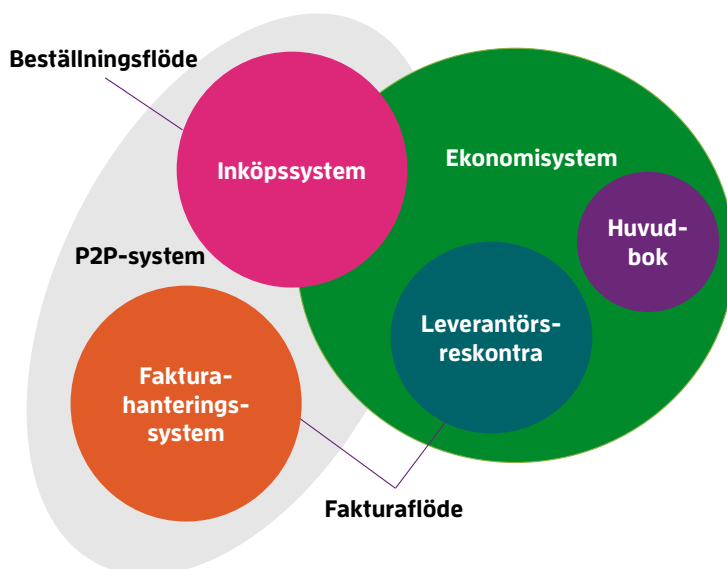 Beställningsflöde
Inköpssystem
Ekonomisystem
Huvud-
bok
P2P-system
Leverantörs-
reskontra
Faktura-
hanterings-
system
Fakturaflöde